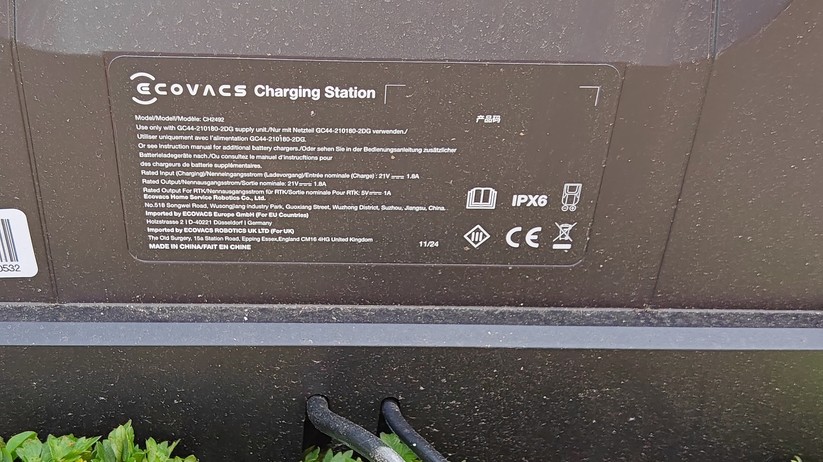 ECOVACS Charging Station
Model/Modell/Modèle: CH2492
产品码
Use only with GC44-210180-2DG supply unit./Nur mit Netzteil GC44-210180-2DG verwenden./
Utiliser uniquement avec l'alimentation GC44-210180-2DG.
Or see Instruction manual for additional battery chargers./Oder sehen Sie in der Bedienungsanleitung zusätzlicher
Batterieladegeräte nach./Ou consultez le manuel d'instructions pour
des chargeurs de batterie supplémentaires.
Rated Input (Charging)/Nenneingangsstrom (Ladevorgang)/Entrée nominale (Charge) : 21V⎓ 1.8A
Rated Output/Nennausgangsstrom/Sortie nominale: 21V⎓ 1.8A
Rated Output For RTK/Nennausgangsstrom für RTK/Sortie nominale Pour RTK: 5V⎓1A
Ecovacs Home Service Robotics Co., Ltd.
No.518 Songwei Road, Wusongjiang Industry Park, Guoxiang Street, Wuzhong District, Suzhou, Jiangsu, China.
Imported by ECOVACS Europe GmbH (For EU Countries)
Holzstrasse 2 I D-40221 Düsseldorf I Germany
Imported by ECOVACS ROBOTICS UK LTD (For UK)
The Old Surgery, 15a Station Road, Epping Essex,England CM16 4HG United Kingdom
MADE IN CHINA/FAIT EN CHINE
11/24
IPX6
III
CE
0532